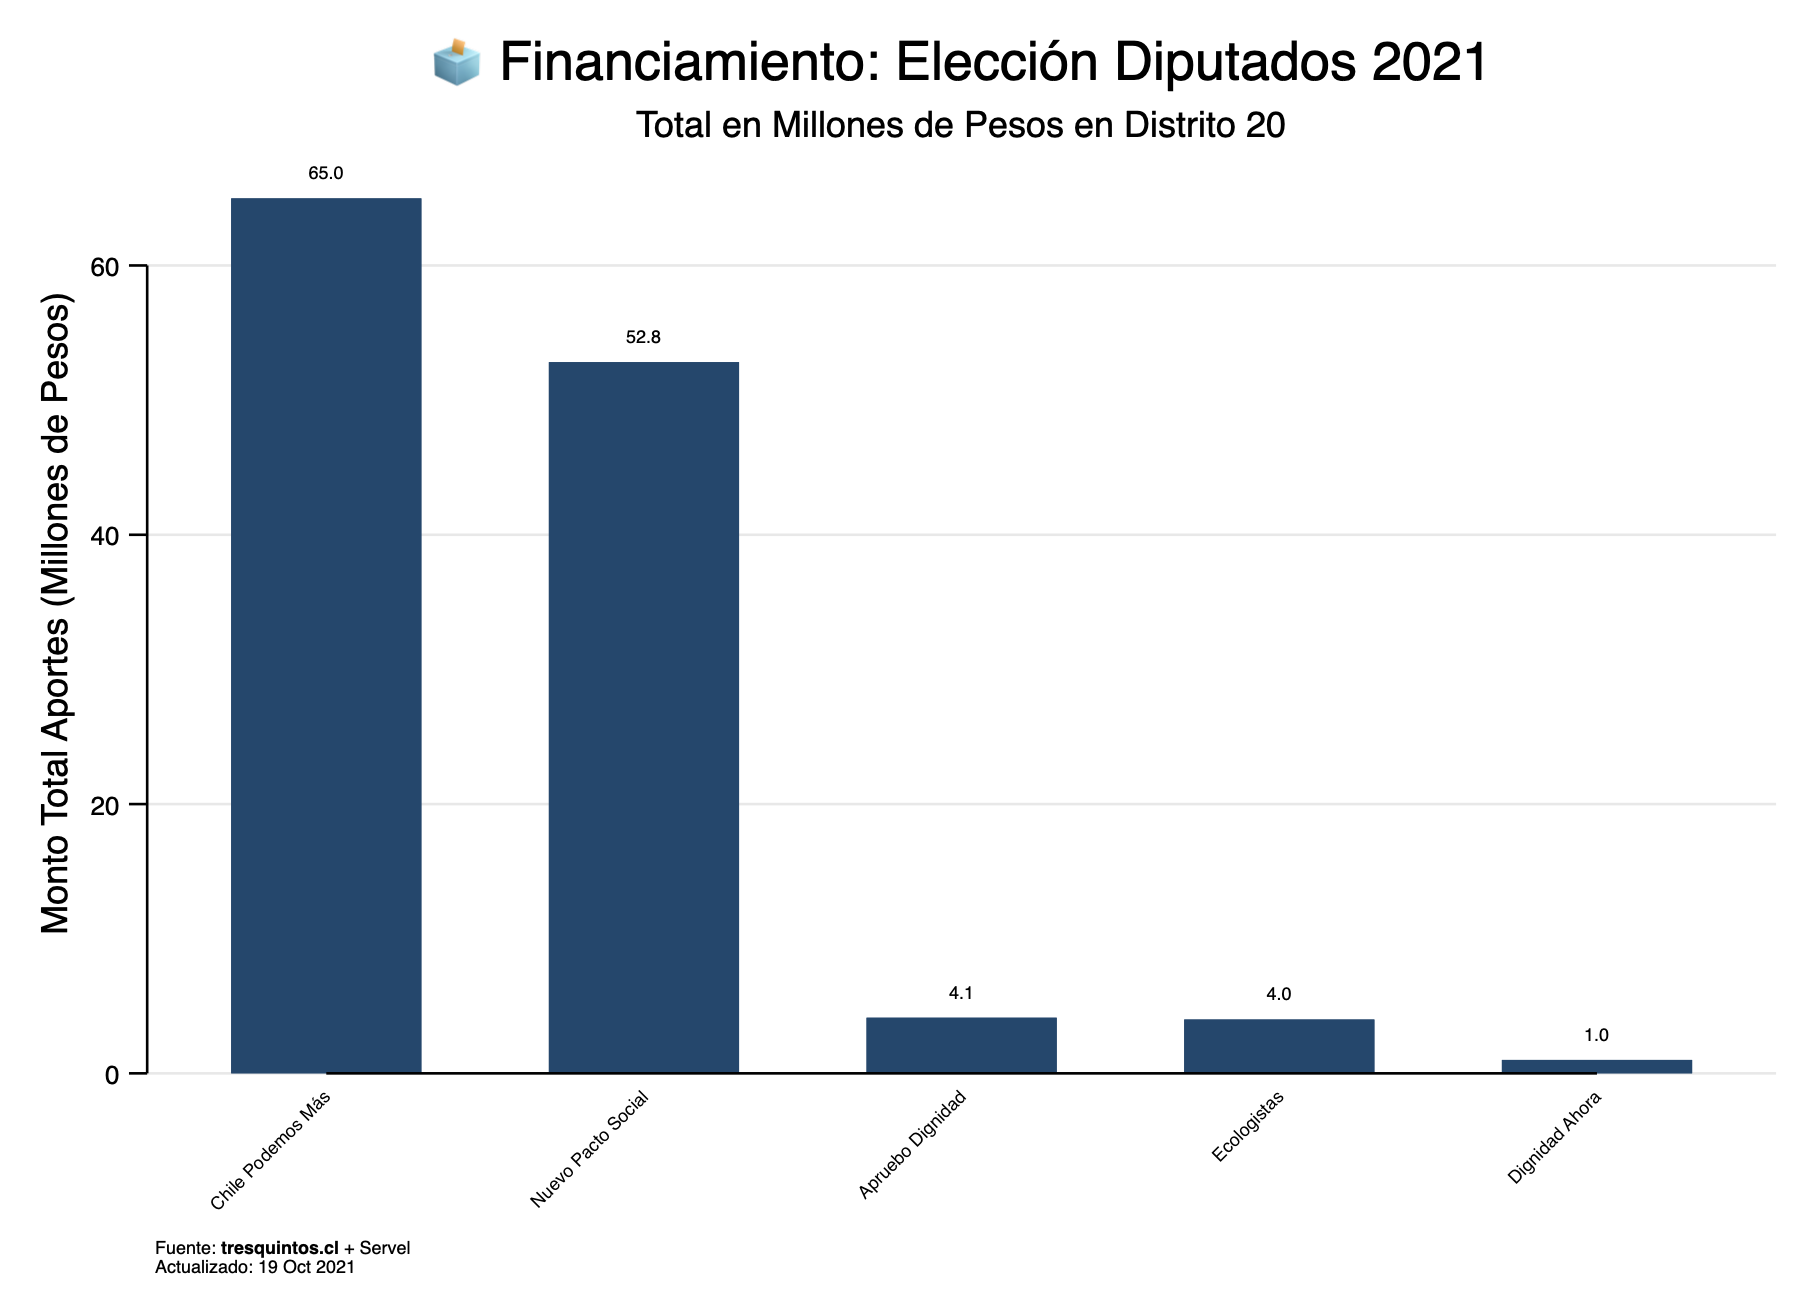 Financiamiento: Elección Diputados 2021
Total en Millones de Pesos en Distrito 20
Monto Total Aportes (Millones de Pesos)
60
40
20
0
65.0
52.8
4.1
4.0
1.0
Chile Podemos Más
Nuevo Pacto Social
Apruebo Dignidad
Ecologistas
Dignidad Ahora
Fuente: tresquintos.cl + Servel
Actualizado: 19 Oct 2021